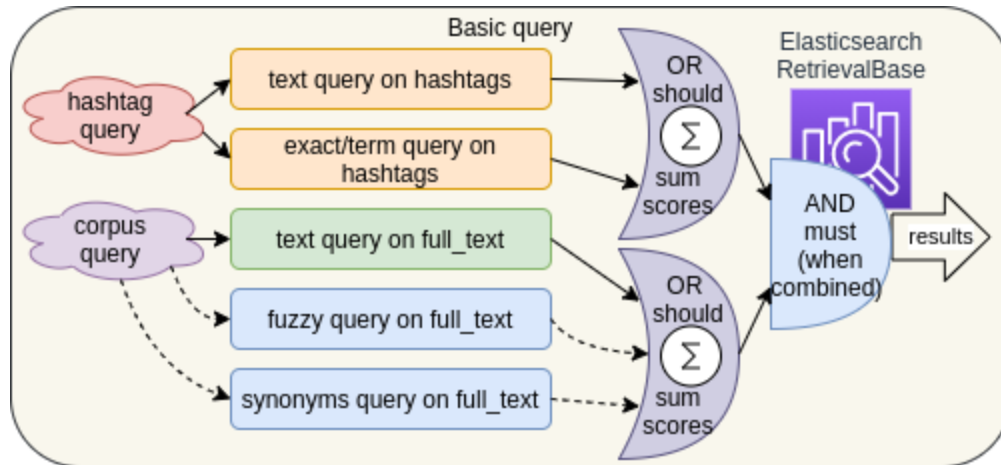 Basic query
Elasticsearch
RetrievalBase
hashtag
query
text query on hashtags
exact/term query on
hashtags
OR
should
Σ
sum
scores
corpus
query
text query on full_text
fuzzy query on full_text
synonyms query on full_text
OR
should
Σ
sum
scores
AND
must
(when
combined)
results